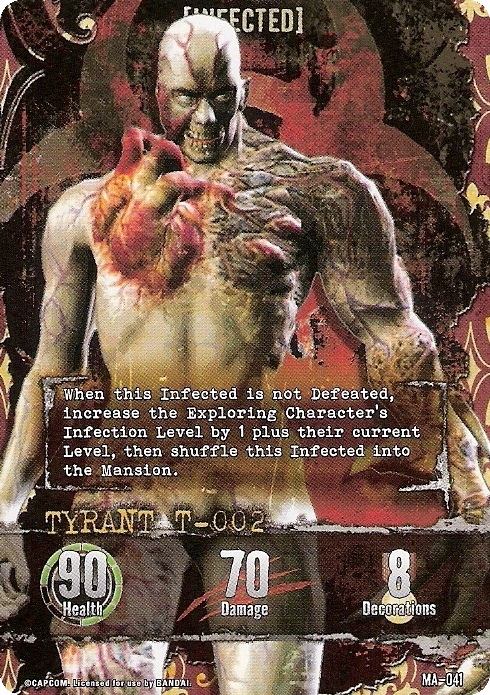 [INFECTED]
When this Infected is not Defeated,
increase the Exploring Character's
Infection Level by 1 plus their current
Level, then shuffle this Infected into
the Mansion.
TYRANT T-002
90
Health
70
Damage
8
Decorations
©CAPCOM. Licensed for use by BANDAI.
MA-041